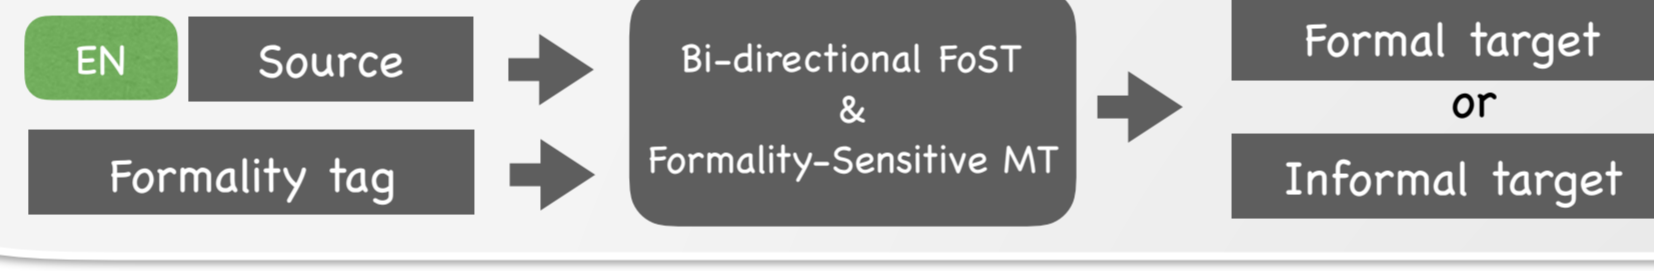 EN Source
Formality tag
Bi-directional FoST
&
Formality-Sensitive MT
Formal target
or
Informal target